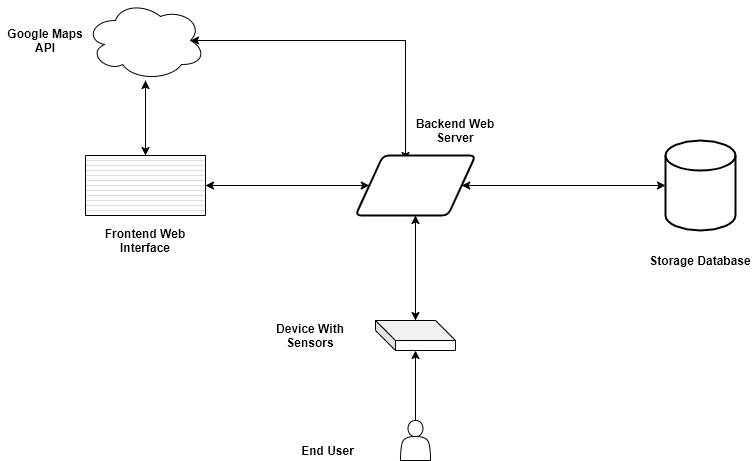 Google Maps
API
Backend Web
Server
Frontend Web
Interface
Storage Database
Device With
Sensors
End User